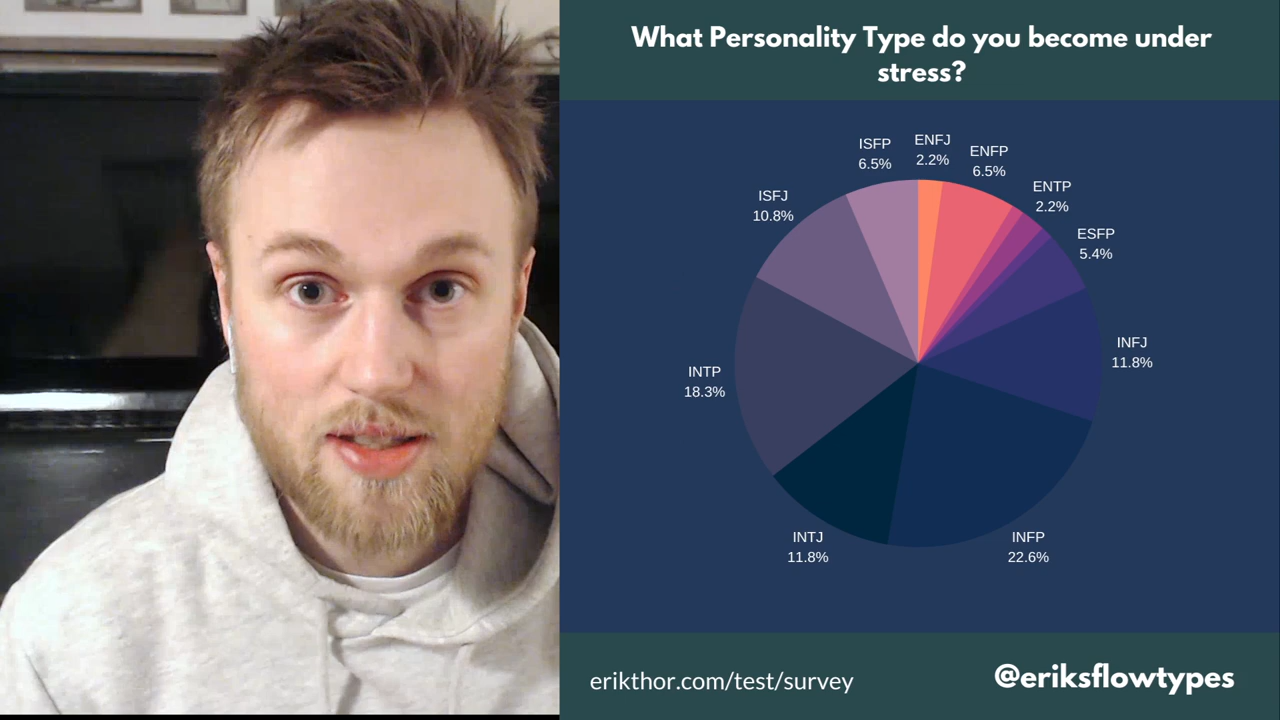 What Personality Type do you become under
stress?
ISFP
6.5%
ENFJ
2.2%
ENFP
6.5%
ENTP
2.2%
ESFP
5.4%
ISFJ
10.8%
INFJ
11.8%
INTP
18.3%
INTJ
11.8%
INFP
22.6%
erikthor.com/test/survey
@eriksflowtypes